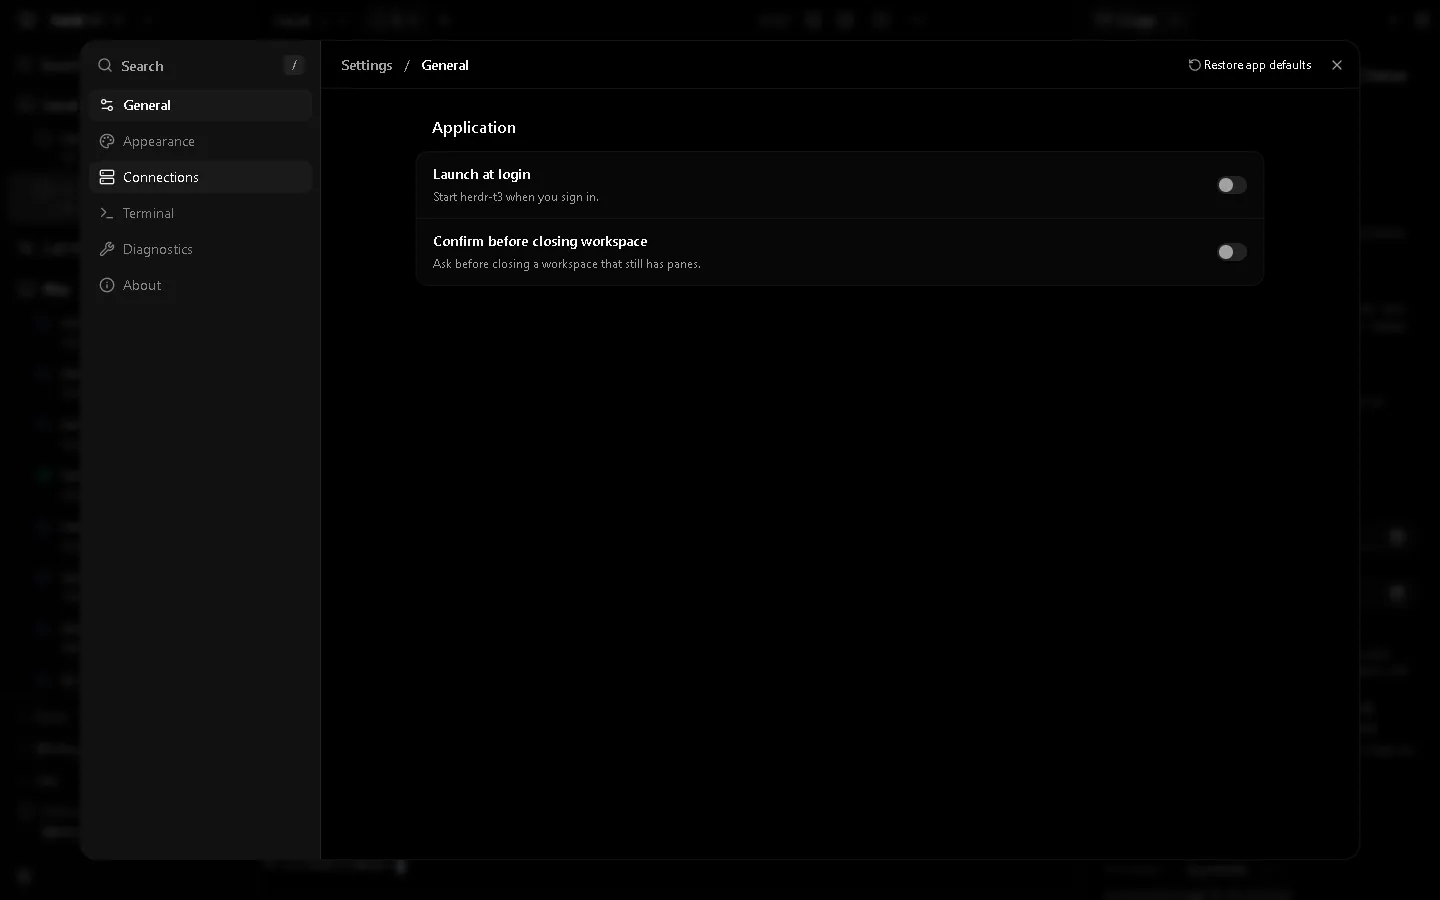 Search
/
General
Appearance
Connections
Terminal
Diagnostics
About
Settings / General
Restore app defaults
Application
Launch at login
Start herdr-t3 when you sign in.
Confirm before closing workspace
Ask before closing a workspace that still has panes.